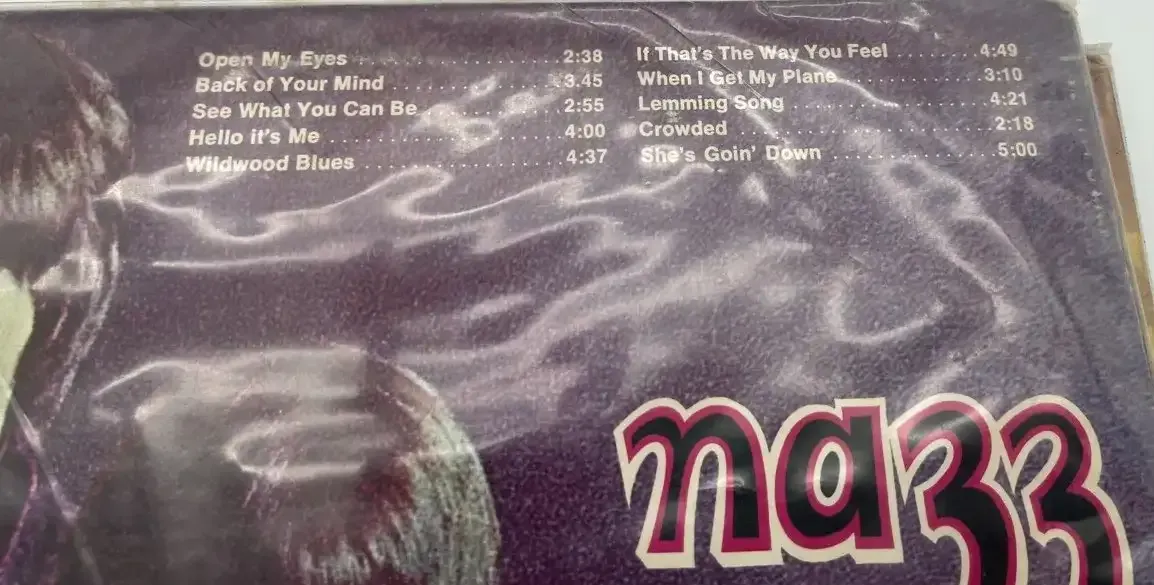 Open My Eyes ................2:38
Back of Your Mind ................3.45
See What You Can Be ................2:55
Hello it's Me ................4:00
Wildwood Blues ................4:37
If That's The Way You Feel ........4:49
When I Get My Plane ................3:10
Lemming Song ................4:21
Crowded ................2:18
She's Goin' Down ................5:00
nazz